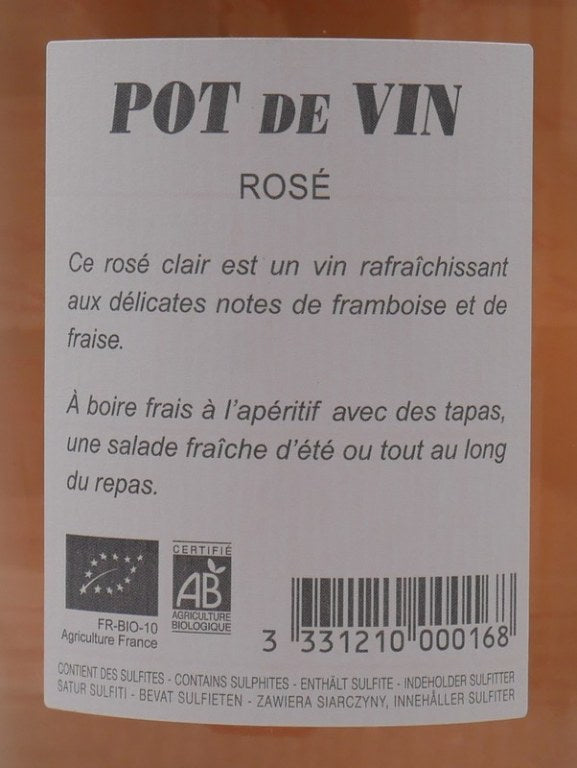 POT DE VIN
ROSÉ
Ce rosé clair est un vin rafraîchissant
aux délicates notes de framboise et de
fraise.
À boire frais à l'apéritif avec des tapas,
une salade fraîche d'été ou tout au long
du repas.
FR-BIO-10
Agriculture France
CERTIFIÉ
AB
AGRICULTURE
BIOLOGIQUE
3 331210 000168
CONTIENT DES SULFITES - CONTAINS SULPHITES - ENTHÄLT SULFITE - INDEHOLDER SULFITTER
SATUR SULFITI - BEVAT SULFIETEN - ZAWIERA SIARCZYNY, INNEHÅLLER SULFITER